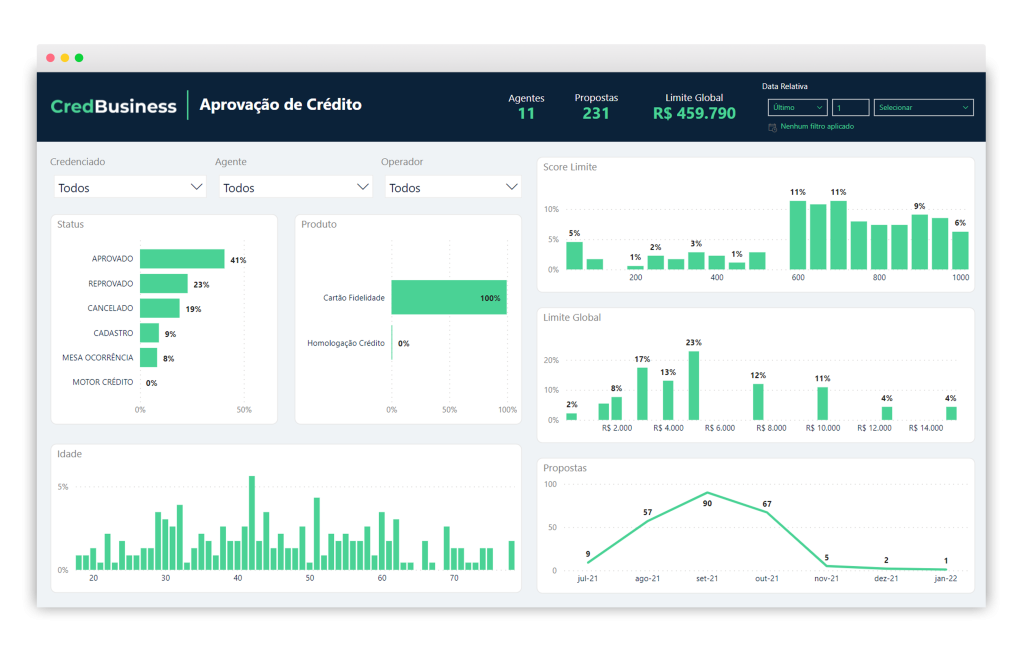 CredBusiness
Aprovação de Crédito
Agentes
11
Propostas
231
Limite Global
R$ 459.790
Data Relativa
Último
1
Selecionar
Nenhum filtro aplicado
Credenciado
Todos
Agente
Todos
Operador
Todos
Status
APROVADO 41%
REPROVADO 23%
CANCELADO 19%
CADASTRO 9%
MESA OCORRÊNCIA 8%
MOTOR CRÉDITO 0%
0% 50%
Produto
Cartão Fidelidade 100%
Homologação Crédito 0%
0% 50% 100%
Score Limite
10%
5%
0%
5% 1% 2% 3% 1% 11% 11% 9% 6%
200 400 600 800 1000
Limite Global
20%
10%
0%
2% 8% 17% 13% 23% 12% 11% 4% 4%
R$ 2.000 R$ 4.000 R$ 6.000 R$ 8.000 R$ 10.000 R$ 12.000 R$ 14.000
Idade
5%
0%
20 30 40 50 60 70
Propostas
100
50
0
9 57 90 67 5 2 1
jul-21 ago-21 set-21 out-21 nov-21 dez-21 jan-22